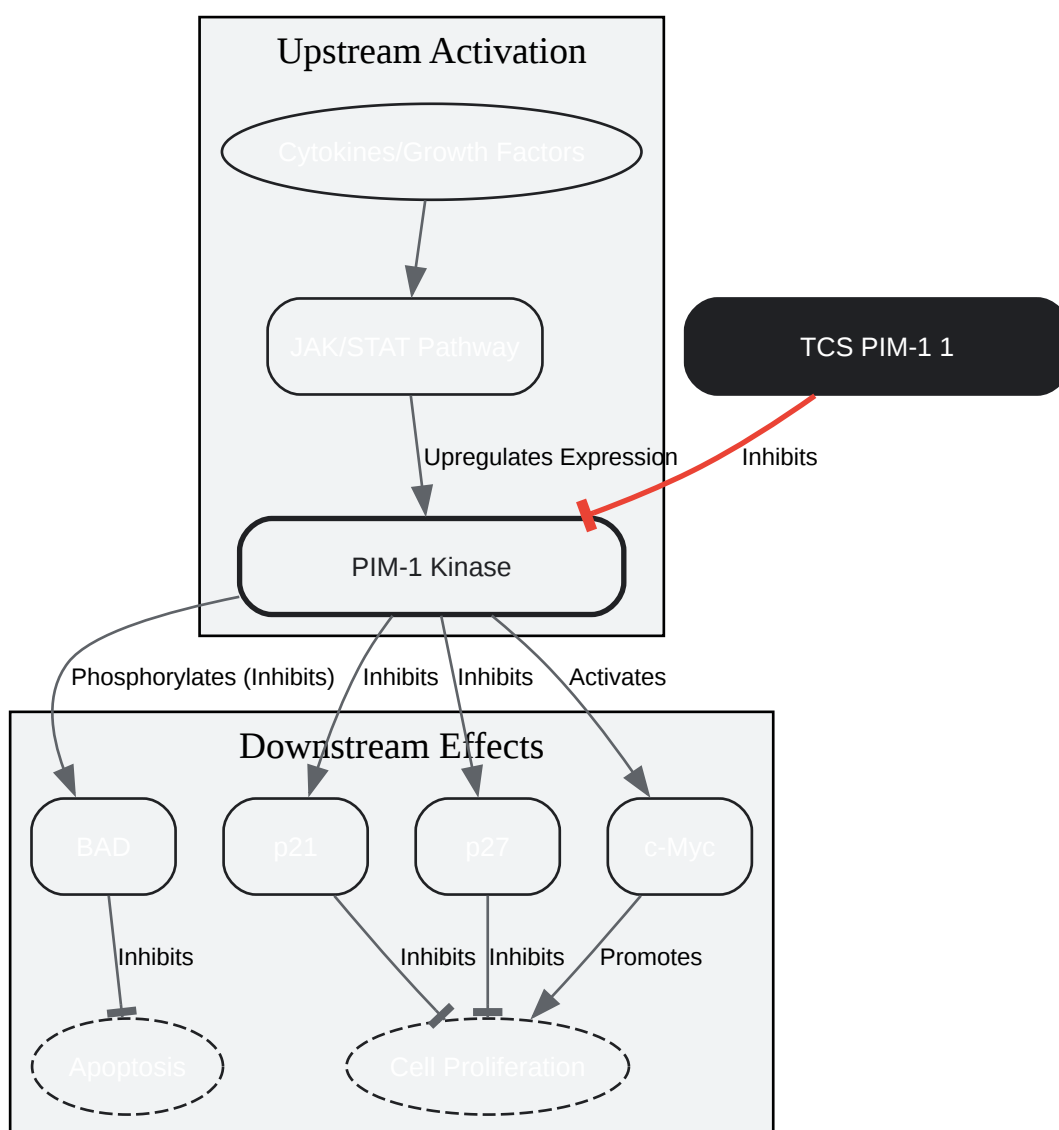 Upstream Activation
Cytokines/Growth Factors
JAK/STAT Pathway
TCS PIM-1 1
Upregulates Expression
Inhibits
PIM-1 Kinase
Phosphorylates (Inhibits)
Inhibits
Inhibits
Activates
Downstream Effects
BAD
p21
p27
c-Myc
Inhibits
Inhibits
Inhibits
Promotes
Apoptosis
Cell Proliferation